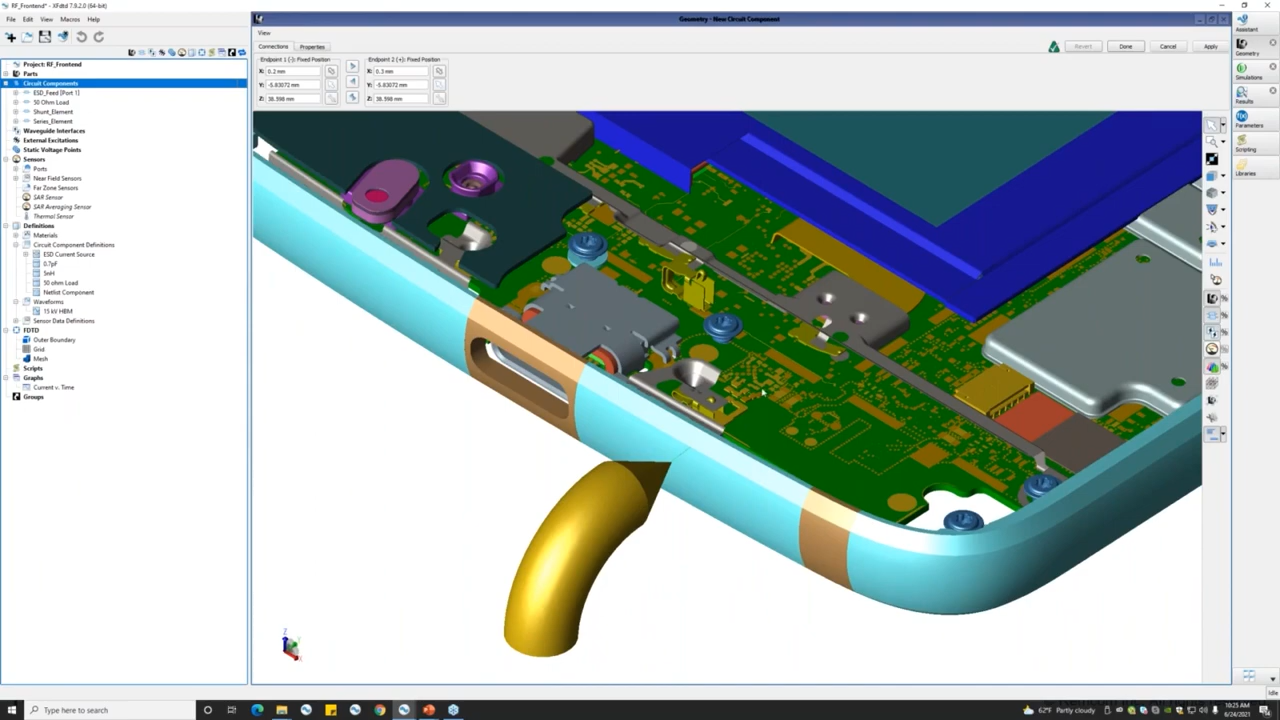 RF_Frontend* - XFdtd 7.9.2.0 (64-bit)
File Edit View Macros Help
Geometry - New Circuit Component
View
Connections Properties
Revert Done Cancel Apply
Endpoint 1 (-): Fixed Position Endpoint 2 (+): Fixed Position
X: 0.2 mm X: 0.3 mm
Y: -5.83072 mm Y: -5.83072 mm
Z: 38.598 mm Z: 38.598 mm
Project: RF_Frontend
Parts
Circuit Components
ESD_Feed [Port 1]
50 Ohm Load
Shunt_Element
Series_Element
Waveguide Interfaces
External Excitations
Static Voltage Points
Sensors
Ports
Near Field Sensors
Far Zone Sensors
SAR Sensor
SAR Averaging Sensor
Thermal Sensor
Definitions
Materials
Circuit Component Definitions
ESD Current Source
0.7pF
5nH
50 ohm Load
Netlist Component
Waveforms
15 kV HBM
Sensor Data Definitions
FDTD
Outer Boundary
Grid
Mesh
Scripts
Graphs
Current v. Time
Groups
Assistant
Geometry
Simulations
Results
Parameters
Scripting
Libraries
Idle
Type here to search
62°F Partly cloudy
10:25 AM
6/24/2021